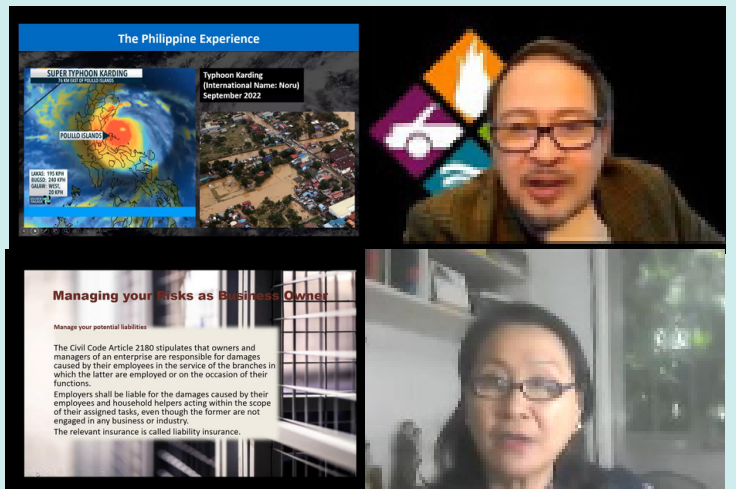 The Philippine Experience
SUPER TYPHOON KARDING
76 KM EAST OF POLILLO ISLANDS
POLILLO ISLANDS
LAKAS: 195 KPH
BUGSO: 240 KPH
GALAW: WEST,
20 KPH
Typhoon Karding
(International Name: Noru)
September 2022
Managing your Risks as Business Owner
Manage your potential liabilities
The Civil Code Article 2180 stipulates that owners and
managers of an enterprise are responsible for damages
caused by their employees in the service of the branches in
which the latter are employed or on the occasion of their
functions.
Employers shall be liable for the damages caused by their
employees and household helpers acting within the scope
of their assigned tasks, even though the former are not
engaged in any business or industry.
The relevant insurance is called liability insurance.